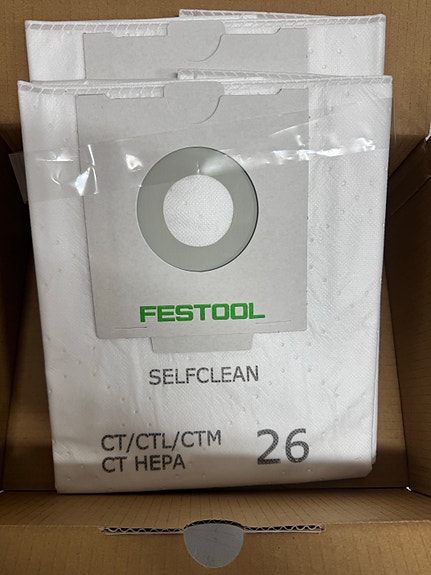 FESTOOL
SELFCLEAN
CT/CTL/CTM 26
CT HEPA